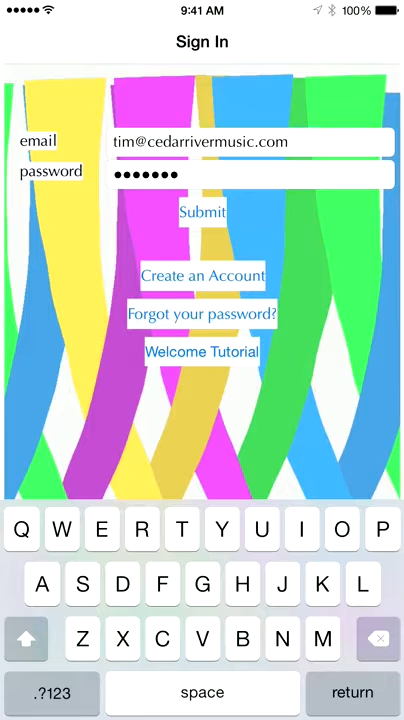 9:41 AM 100%
Sign In
email tim@cedarrivermusic.com
password •••••••
Submit
Create an Account
Forgot your password?
Welcome Tutorial
Q W E R T Y U I O P
A S D F G H J K L
Z X C V B N M
.?123 space return